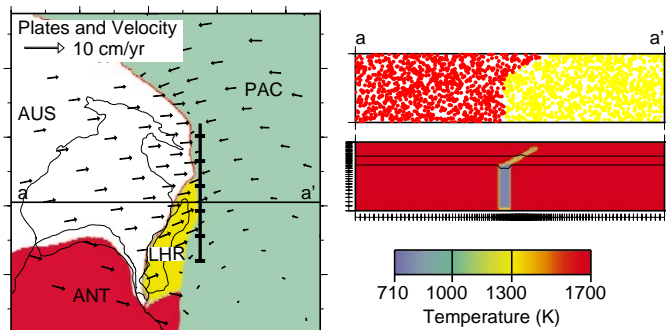 Plates and Velocity
10 cm/yr
AUS
PAC
a
a'
LHR
ANT
a
a'
710 1000 1300 1700
Temperature (K)